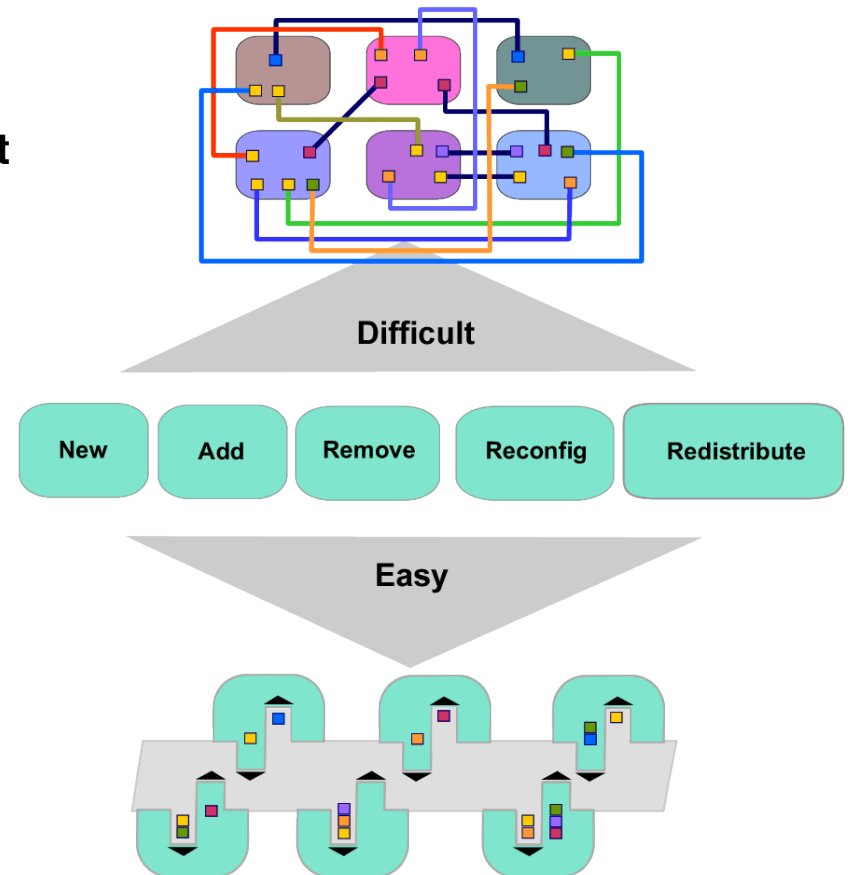 t
Difficult
New
Add
Remove
Reconfig
Redistribute
Easy